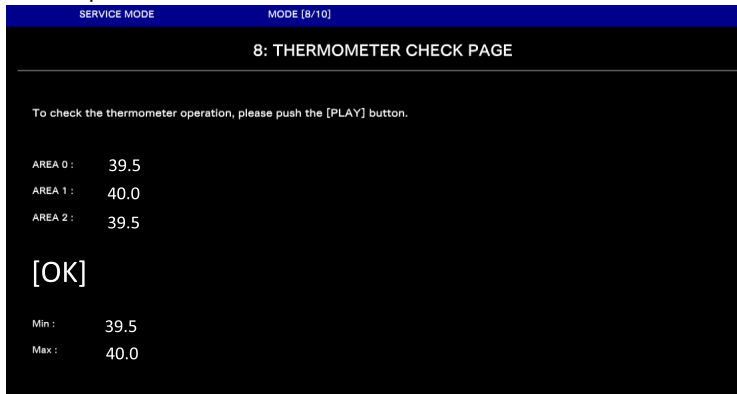 SERVICE MODE MODE [8/10]
8: THERMOMETER CHECK PAGE
To check the thermometer operation, please push the [PLAY] button.
AREA 0 : 39.5
AREA 1 : 40.0
AREA 2 : 39.5
[OK]
Min : 39.5
Max : 40.0